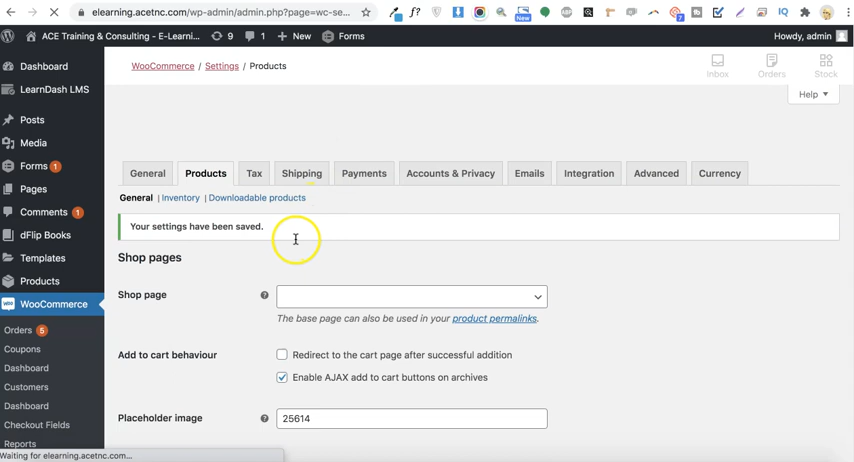 elearning.acetnc.com/wp-admin/admin.php?page=wc-se...
ACE Training & Consulting - E-Learni... 9 1 + New Forms Howdy, admin
Dashboard
LearnDash LMS
Posts
Media
Forms 1
Pages
Comments 1
dFlip Books
Templates
Products
WooCommerce
Orders 5
Coupons
Dashboard
Customers
Dashboard
Checkout Fields
Reports
WooCommerce / Settings / Products
Inbox Orders Stock
Help ▼
General Products Tax Shipping Payments Accounts & Privacy Emails Integration Advanced Currency
General | Inventory | Downloadable products
Your settings have been saved.
Shop pages
Shop page
The base page can also be used in your product permalinks.
Add to cart behaviour Redirect to the cart page after successful addition
Enable AJAX add to cart buttons on archives
Placeholder image 25614
Waiting for elearning.acetnc.com...